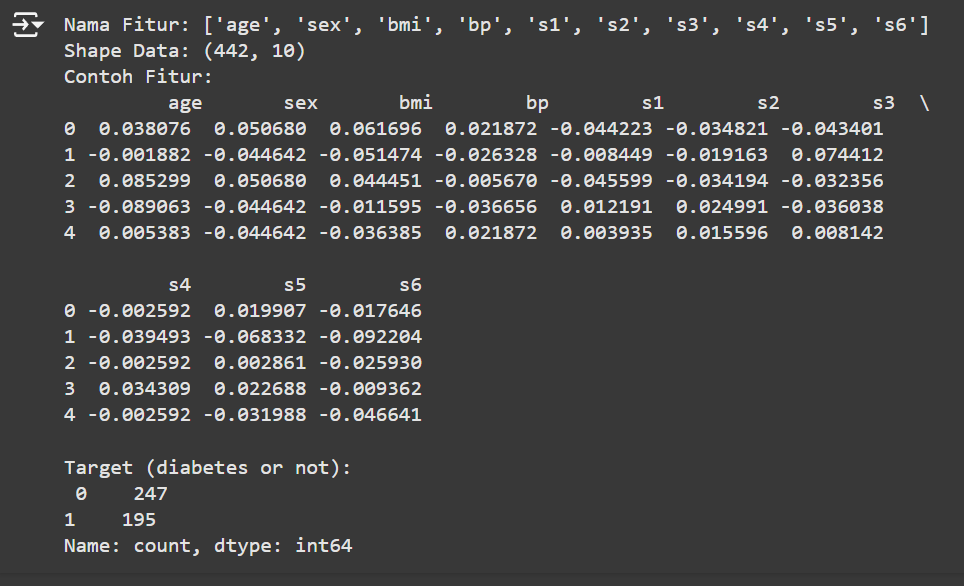 Nama Fitur: ['age', 'sex', 'bmi', 'bp', 's1', 's2', 's3', 's4', 's5', 's6']
Shape Data: (442, 10)
Contoh Fitur:
        age       sex       bmi        bp        s1        s2        s3  \
0  0.038076  0.050680  0.061696  0.021872 -0.044223 -0.034821 -0.043401
1 -0.001882 -0.044642 -0.051474 -0.026328 -0.008449 -0.019163  0.074412
2  0.085299  0.050680  0.044451 -0.005670 -0.045599 -0.034194 -0.032356
3 -0.089063 -0.044642 -0.011595 -0.036656  0.012191  0.024991 -0.036038
4  0.005383 -0.044642 -0.036385  0.021872  0.003935  0.015596  0.008142
         s4        s5        s6
0 -0.002592  0.019907 -0.017646
1 -0.039493 -0.068332 -0.092204
2 -0.002592  0.002861 -0.025930
3  0.034309  0.022688 -0.009362
4 -0.002592 -0.031988 -0.046641
Target (diabetes or not):
 0    247
1    195
Name: count, dtype: int64